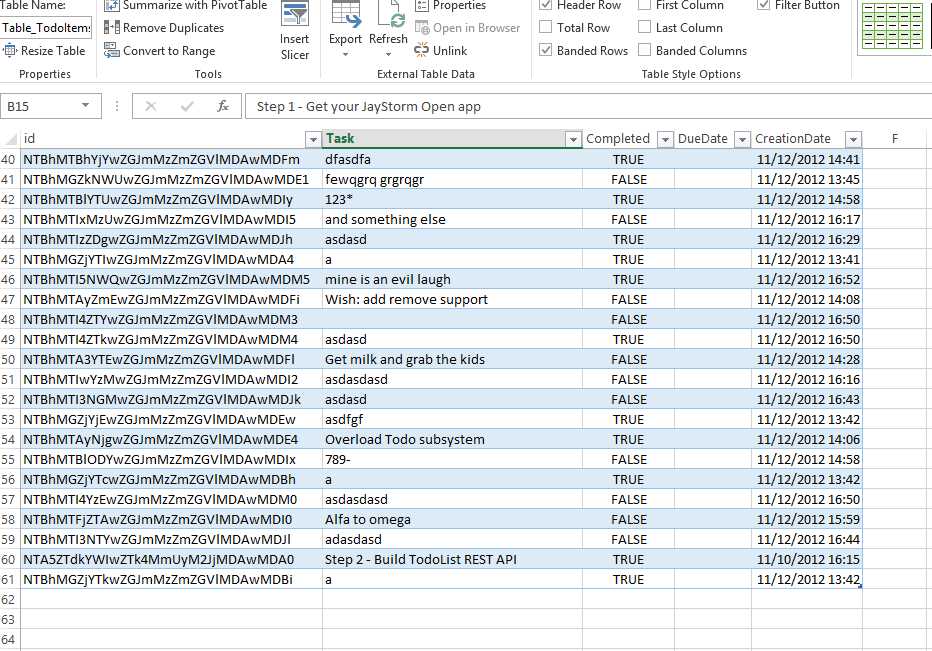 Table Name: Summarize with PivotTable Properties Header Row First Column Filter Button
Table_TodoItems Remove Duplicates Insert Slicer Export Refresh Open in Browser Total Row Last Column
Resize Table Convert to Range Unlink Banded Rows Banded Columns
Properties Tools External Table Data Table Style Options
B15 fx Step 1 - Get your JayStorm Open app
id Task Completed DueDate CreationDate F
40 NTBhMTBhYjYwZGJmMzZmZGVlMDAwMDFm dfasdfa TRUE 11/12/2012 14:41
41 NTBhMGZkNWUwZGJmMzZmZGVlMDAwMDE1 fewqgrq grgrqgr FALSE 11/12/2012 13:45
42 NTBhMTBlYTUwZGJmMzZmZGVlMDAwMDIy 123* TRUE 11/12/2012 14:58
43 NTBhMTIxMzUwZGJmMzZmZGVlMDAwMDI5 and something else FALSE 11/12/2012 16:17
44 NTBhMTIzZDgwZGJmMzZmZGVlMDAwMDJh asdasd TRUE 11/12/2012 16:29
45 NTBhMGZjYTIwZGJmMzZmZGVlMDAwMDA4 a TRUE 11/12/2012 13:41
46 NTBhMTI5NWQwZGJmMzZmZGVlMDAwMDM5 mine is an evil laugh TRUE 11/12/2012 16:52
47 NTBhMTAyZmEwZGJmMzZmZGVlMDAwMDFi Wish: add remove support FALSE 11/12/2012 14:08
48 NTBhMTI4ZTYwZGJmMzZmZGVlMDAwMDM3 FALSE 11/12/2012 16:50
49 NTBhMTI4ZTkwZGJmMzZmZGVlMDAwMDM4 asdasd TRUE 11/12/2012 16:50
50 NTBhMTA3YTEwZGJmMzZmZGVlMDAwMDFl Get milk and grab the kids FALSE 11/12/2012 14:28
51 NTBhMTIwYzMwZGJmMzZmZGVlMDAwMDI2 asdasdasd FALSE 11/12/2012 16:16
52 NTBhMTI3NGMwZGJmMzZmZGVlMDAwMDJk asdasd FALSE 11/12/2012 16:43
53 NTBhMGZjYjEwZGJmMzZmZGVlMDAwMDEw asdfgf TRUE 11/12/2012 13:42
54 NTBhMTAyNjgwZGJmMzZmZGVlMDAwMDE4 Overload Todo subsystem TRUE 11/12/2012 14:06
55 NTBhMTBlODYwZGJmMzZmZGVlMDAwMDIx 789- FALSE 11/12/2012 14:58
56 NTBhMGZjYTcwZGJmMzZmZGVlMDAwMDBh a TRUE 11/12/2012 13:42
57 NTBhMTI4YzEwZGJmMzZmZGVlMDAwMDM0 asdasdasd FALSE 11/12/2012 16:50
58 NTBhMTFjZTAwZGJmMzZmZGVlMDAwMDI0 Alfa to omega FALSE 11/12/2012 15:59
59 NTBhMTI3NTYwZGJmMzZmZGVlMDAwMDJl adasdasd FALSE 11/12/2012 16:44
60 NTA5ZTdkYWIwZTk4MmUyM2JjMDAwMDA0 Step 2 - Build TodoList REST API TRUE 11/10/2012 16:15
61 NTBhMGZjYTkwZGJmMzZmZGVlMDAwMDBi a TRUE 11/12/2012 13:42
62
63
64